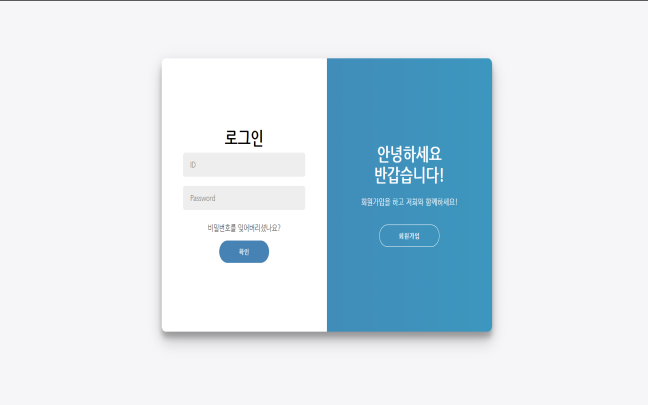 로그인
ID
Password
비밀번호를 잊어버리셨나요?
확인
안녕하세요
반갑습니다!
회원가입을 하고 저희와 함께하세요!
회원가입